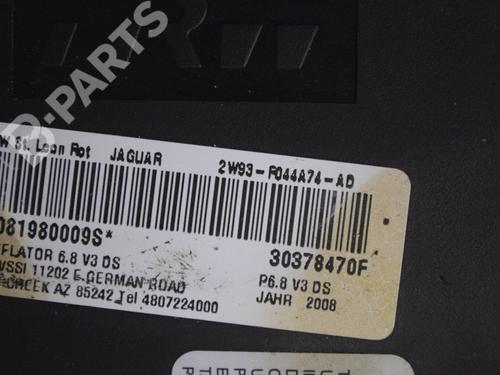 B-PARTS
W St. Leon Rot JAGUAR 2W93-F044A74-AD
081980009S*
FLATOR 6.8 V3 DS 30378470F
VSSI 11202 E.GERMAN ROAD P6.8 V3 DS
CREEK AZ 85242 Tel 4807224000 JAHR 2008